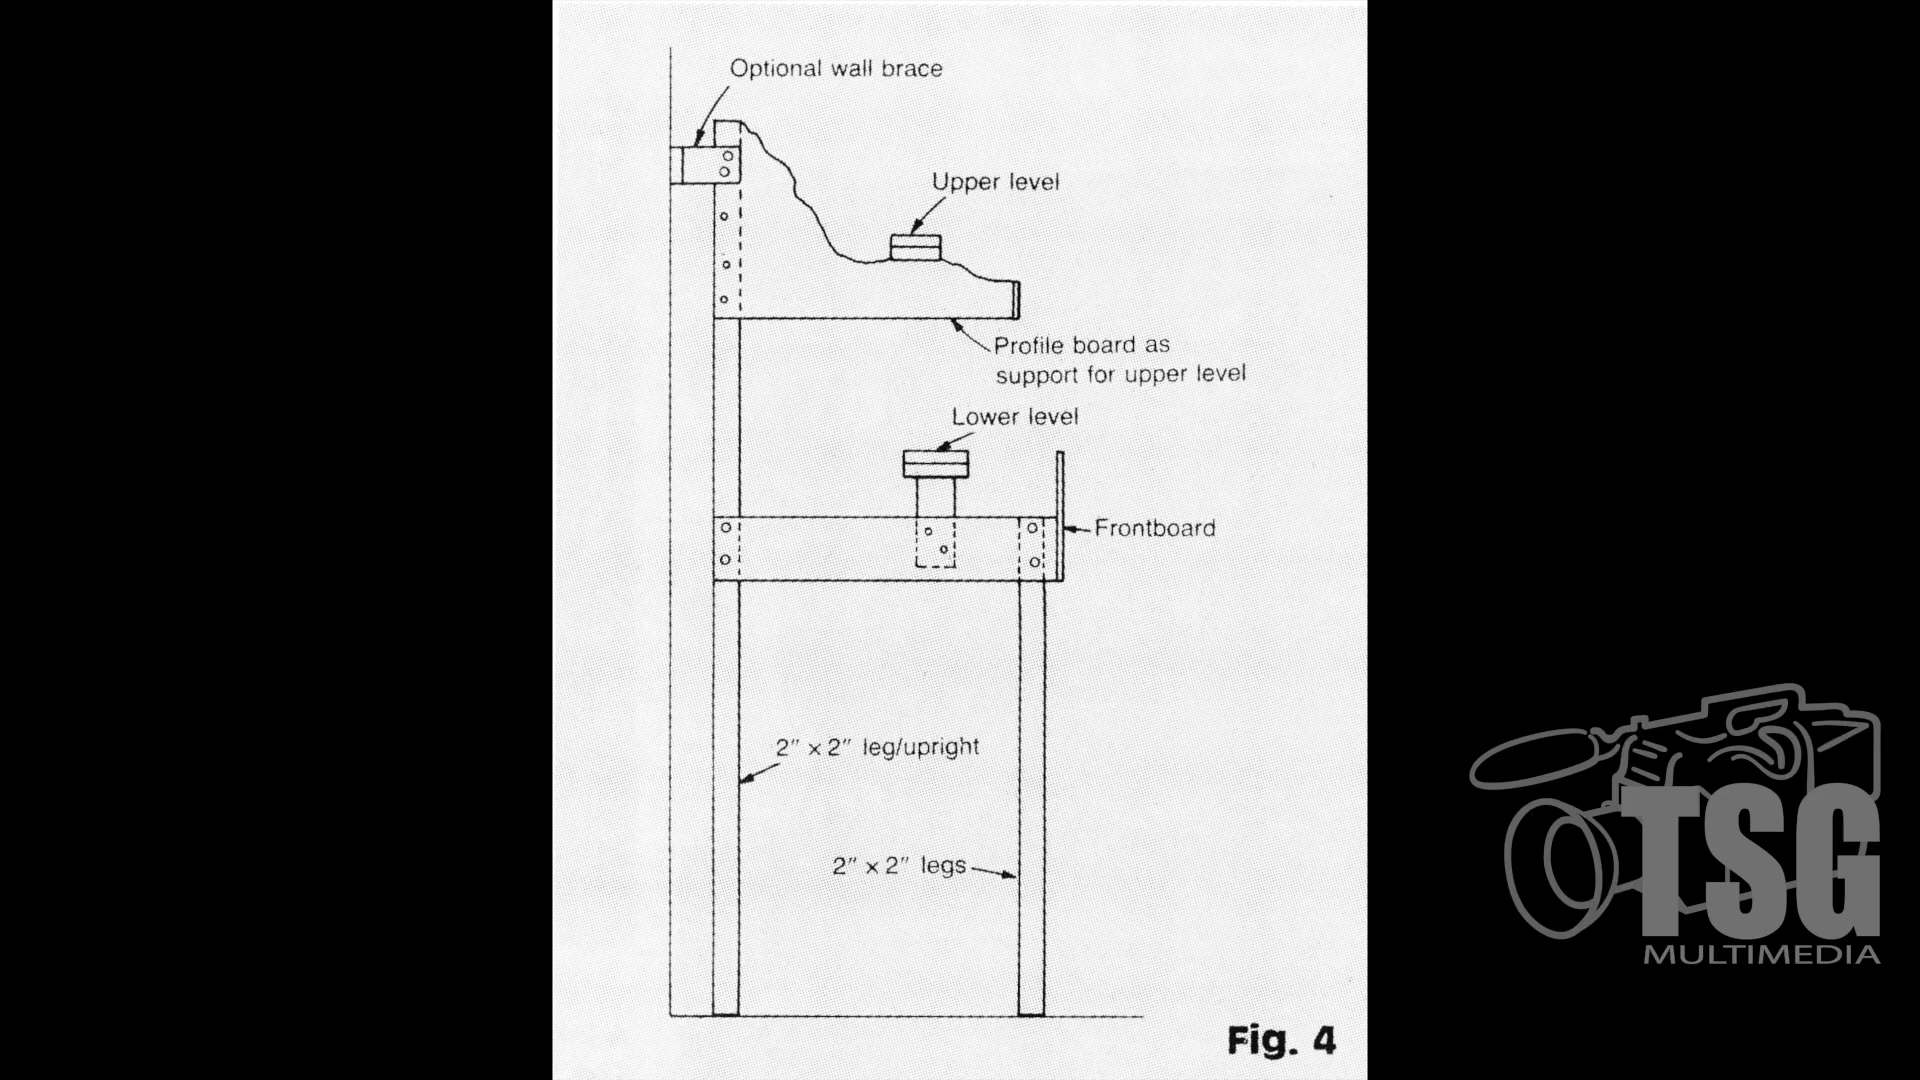 Optional wall brace
Upper level
Profile board as
support for upper level
Lower level
Frontboard
2" x 2" leg/upright
2" x 2" legs
Fig. 4
TSG
MULTIMEDIA